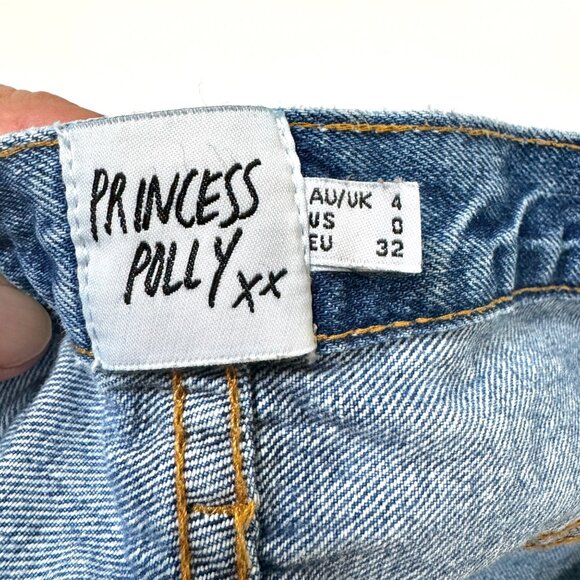 PRINCESS
POLLY xx
AU/UK 4
US 0
EU 32